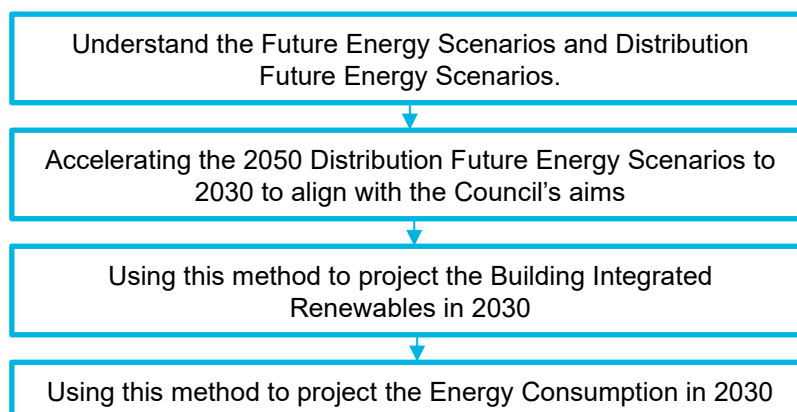 Understand the Future Energy Scenarios and Distribution
Future Energy Scenarios.
Accelerating the 2050 Distribution Future Energy Scenarios to
2030 to align with the Council’s aims
Using this method to project the Building Integrated
Renewables in 2030
Using this method to project the Energy Consumption in 2030